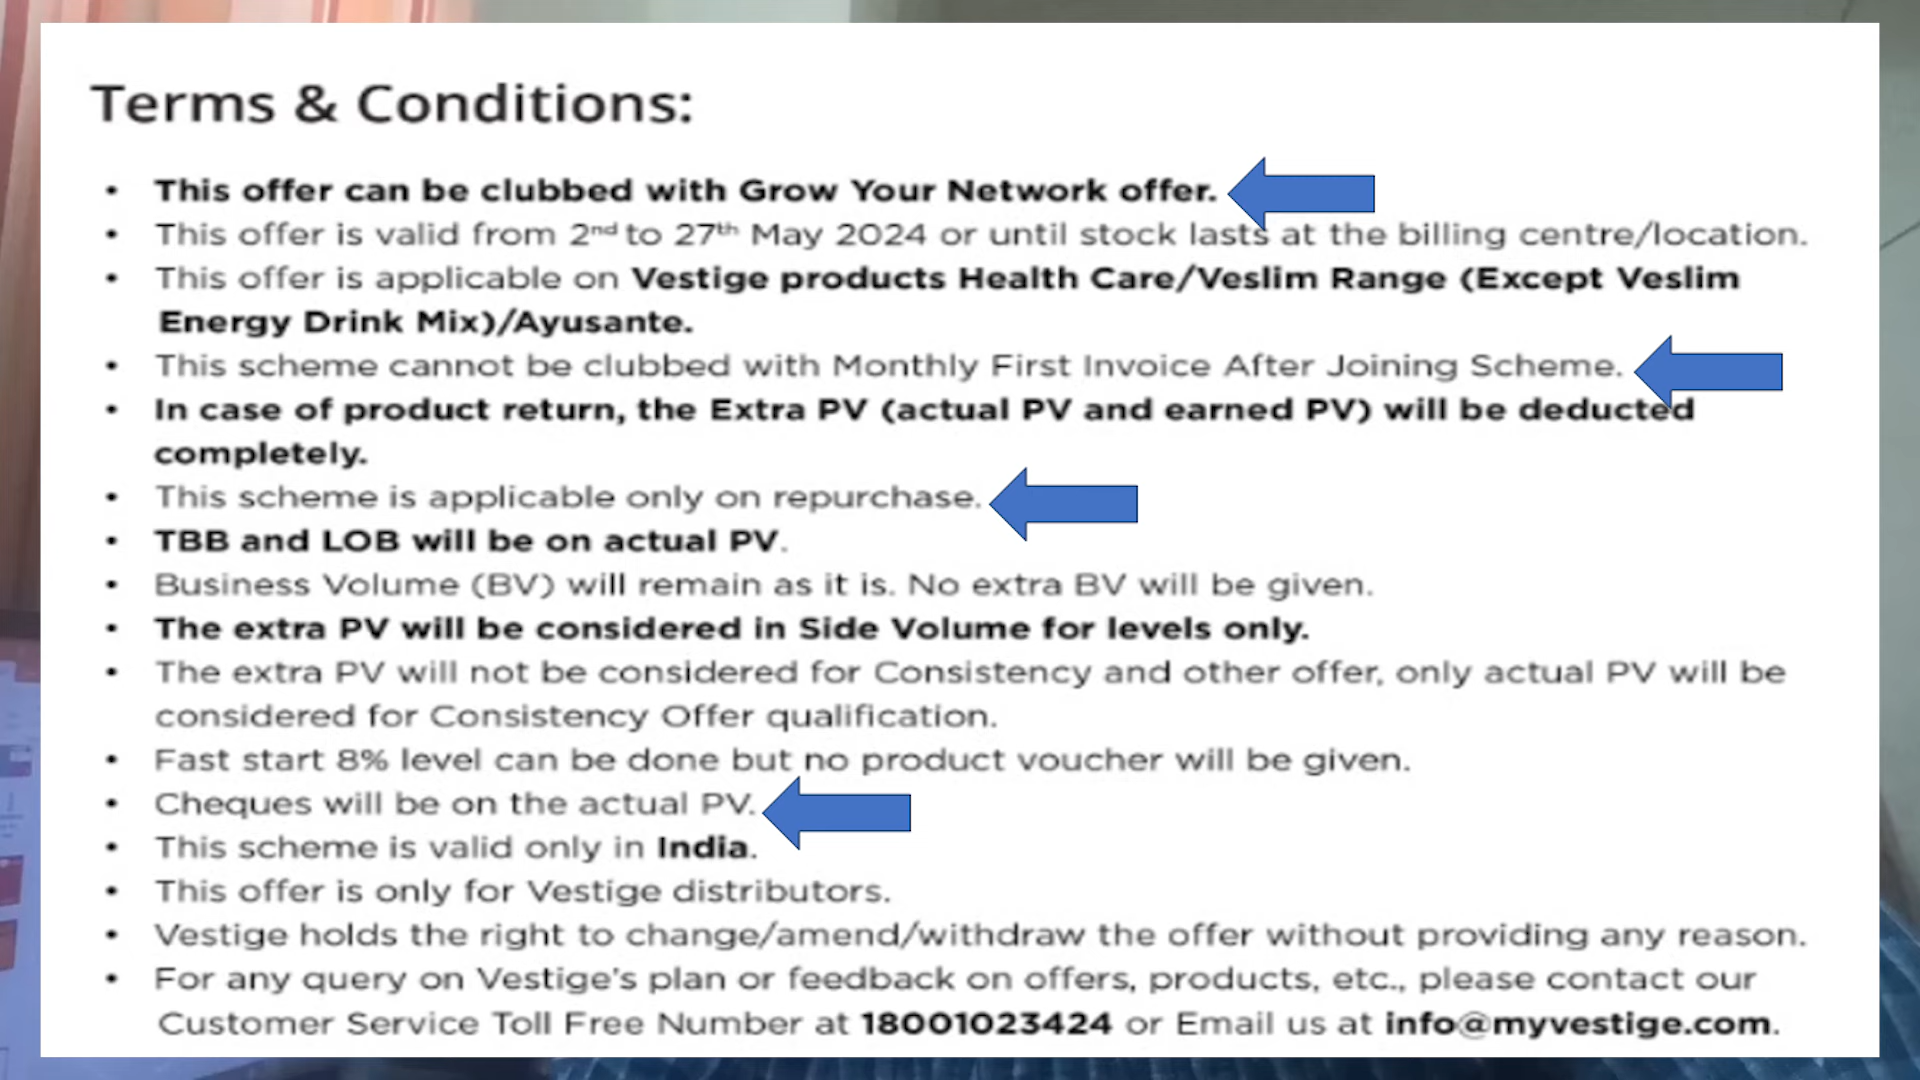 Terms & Conditions:
• This offer can be clubbed with Grow Your Network offer.
• This offer is valid from 2nd to 27th May 2024 or until stock lasts at the billing centre/location.
• This offer is applicable on Vestige products Health Care/Veslim Range (Except Veslim
Energy Drink Mix)/Ayusante.
• This scheme cannot be clubbed with Monthly First Invoice After Joining Scheme.
• In case of product return, the Extra PV (actual PV and earned PV) will be deducted
completely.
• This scheme is applicable only on repurchase.
• TBB and LOB will be on actual PV.
• Business Volume (BV) will remain as it is. No extra BV will be given.
• The extra PV will be considered in Side Volume for levels only.
• The extra PV will not be considered for Consistency and other offer, only actual PV will be
considered for Consistency Offer qualification.
• Fast start 8% level can be done but no product voucher will be given.
• Cheques will be on the actual PV.
• This scheme is valid only in India.
• This offer is only for Vestige distributors.
• Vestige holds the right to change/amend/withdraw the offer without providing any reason.
• For any query on Vestige's plan or feedback on offers, products, etc., please contact our
Customer Service Toll Free Number at 18001023424 or Email us at info@myvestige.com.